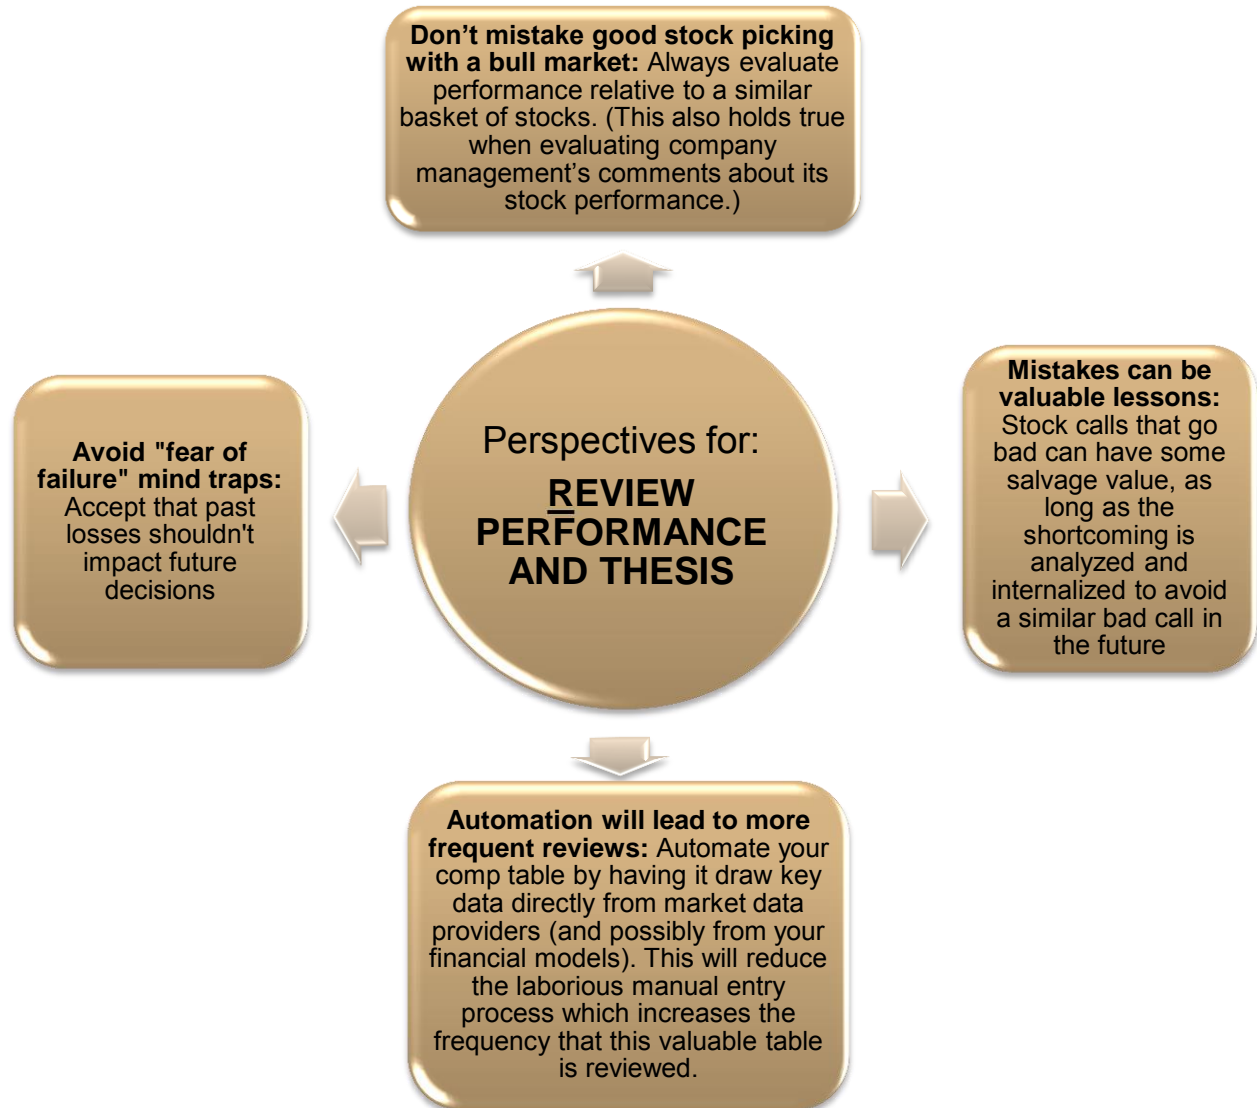 Don’t mistake good stock picking
with a bull market: Always evaluate
performance relative to a similar
basket of stocks. (This also holds true
when evaluating company
management’s comments about its
stock performance.)
Avoid "fear of
failure" mind traps:
Accept that past
losses shouldn't
impact future
decisions
Perspectives for:
REVIEW
PERFORMANCE
AND THESIS
Mistakes can be
valuable lessons:
Stock calls that go
bad can have some
salvage value, as
long as the
shortcoming is
analyzed and
internalized to avoid
a similar bad call in
the future
Automation will lead to more
frequent reviews: Automate your
comp table by having it draw key
data directly from market data
providers (and possibly from your
financial models). This will reduce
the laborious manual entry
process which increases the
frequency that this valuable table
is reviewed.